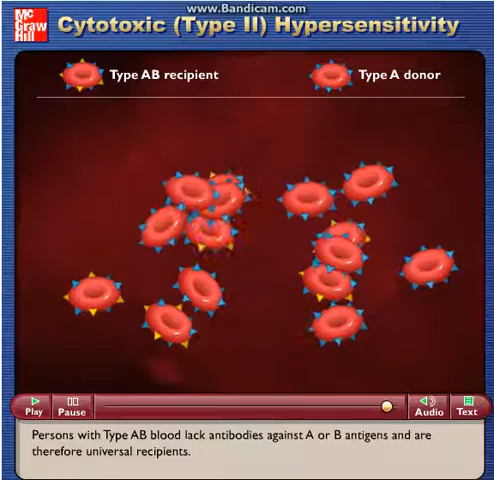 www.Bandicam.com
Mc
Graw
Hill
Cytotoxic (Type II) Hypersensitivity
Type AB recipient
Type A donor
Play
Pause
Audio
Text
Persons with Type AB blood lack antibodies against A or B antigens and are
therefore universal recipients.